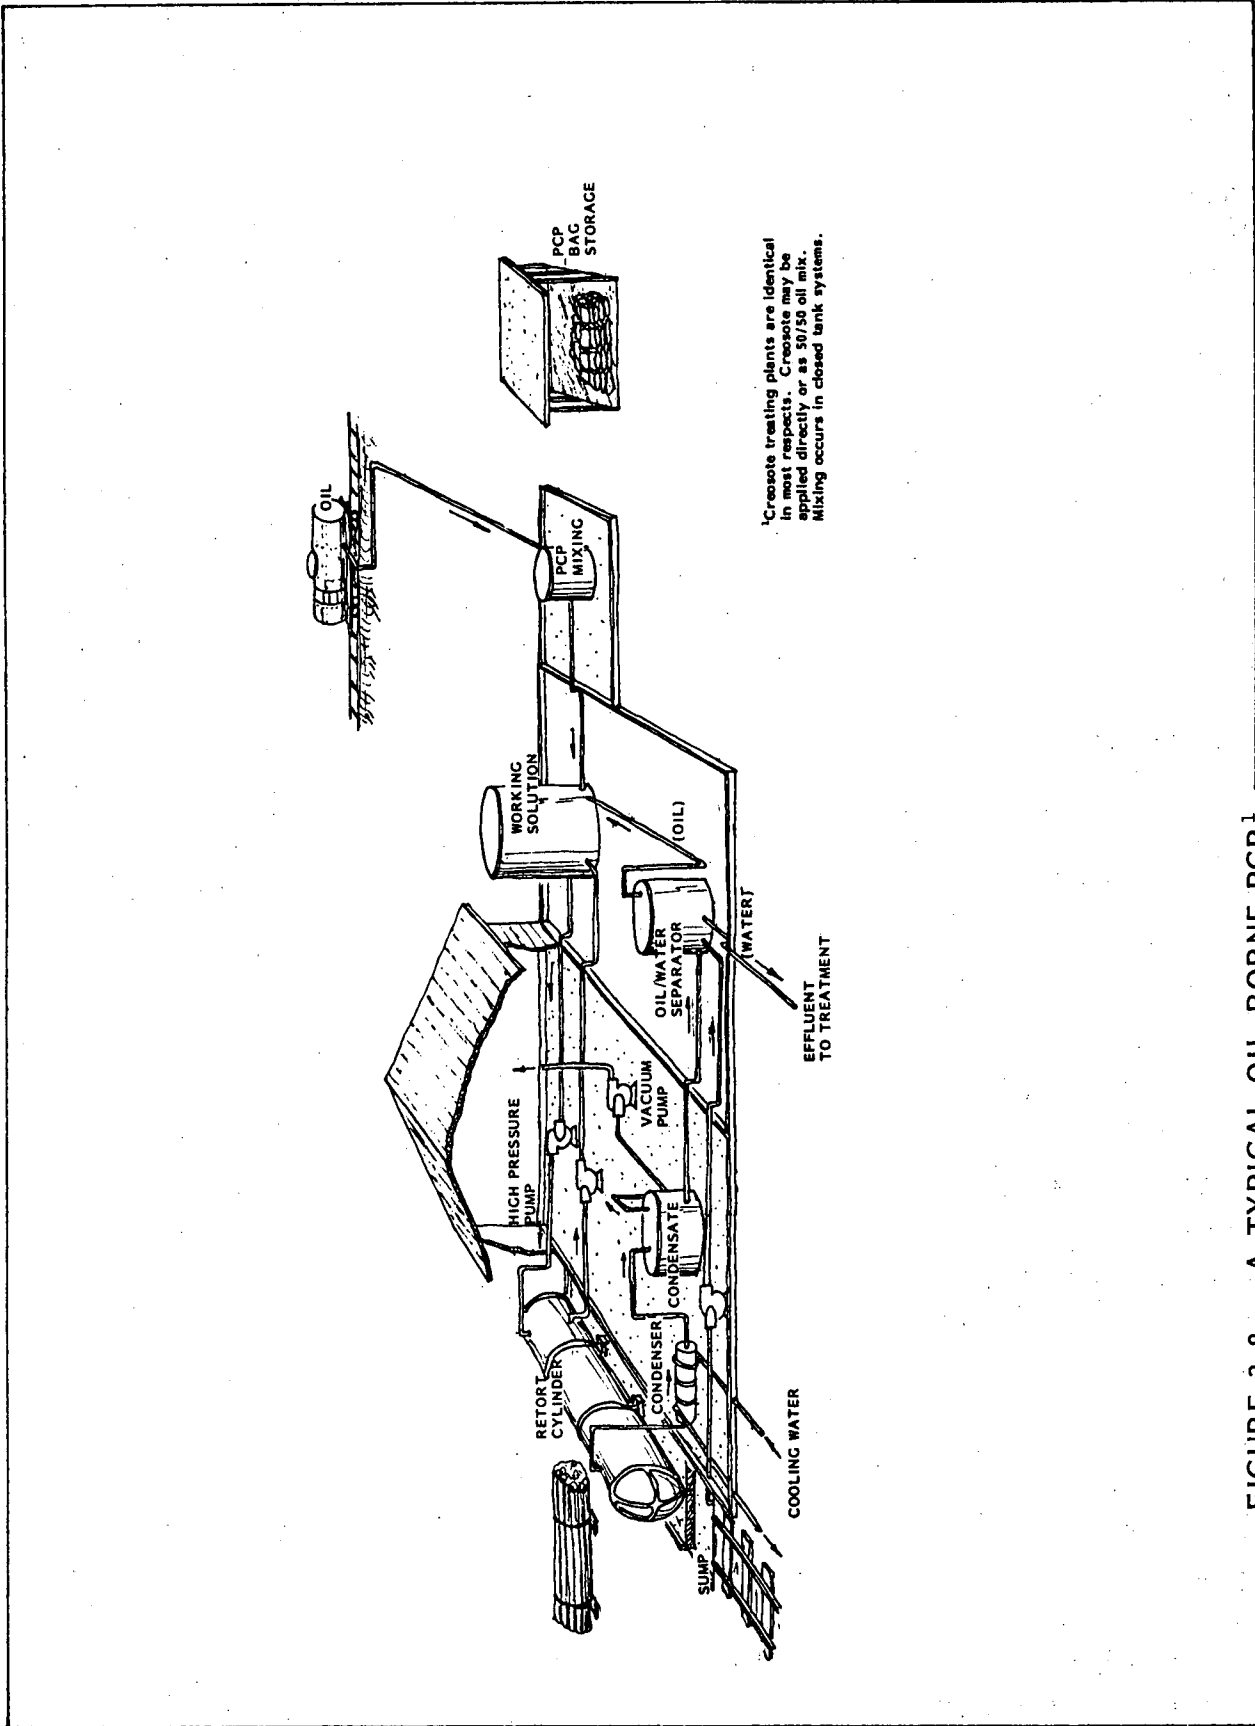 OIL
PCP
BAG
STORAGE
PCP
MIXING
WORKING
SOLUTION
(OIL)
HIGH PRESSURE
PUMP
VACUUM
PUMP
OIL/WATER
SEPARATOR
(WATER)
EFFLUENT
TO TREATMENT
RETORT
CYLINDER
CONDENSER
CONDENSATE
COOLING WATER
SUMP
¹Creosote treating plants are identical
in most respects. Creosote may be
applied directly or as 50/50 oil mix.
Mixing occurs in closed tank systems.
A TYPICAL OIL-BORNE PCP¹